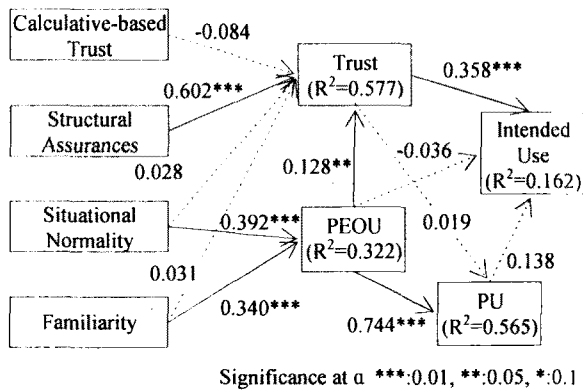 Calculative-based
Trust
-0.084
Trust
(R²=0.577)
0.358***
0.602***
Structural
Assurances
Intended
Use
(R²=0.162)
0.028
0.128**
-0.036
Situational
Normality
0.392***
PEOU
(R²=0.322)
0.019
0.031
0.138
Familiarity
0.340***
0.744***
PU
(R²=0.565)
Significance at α ***:0.01, **:0.05, *:0.1